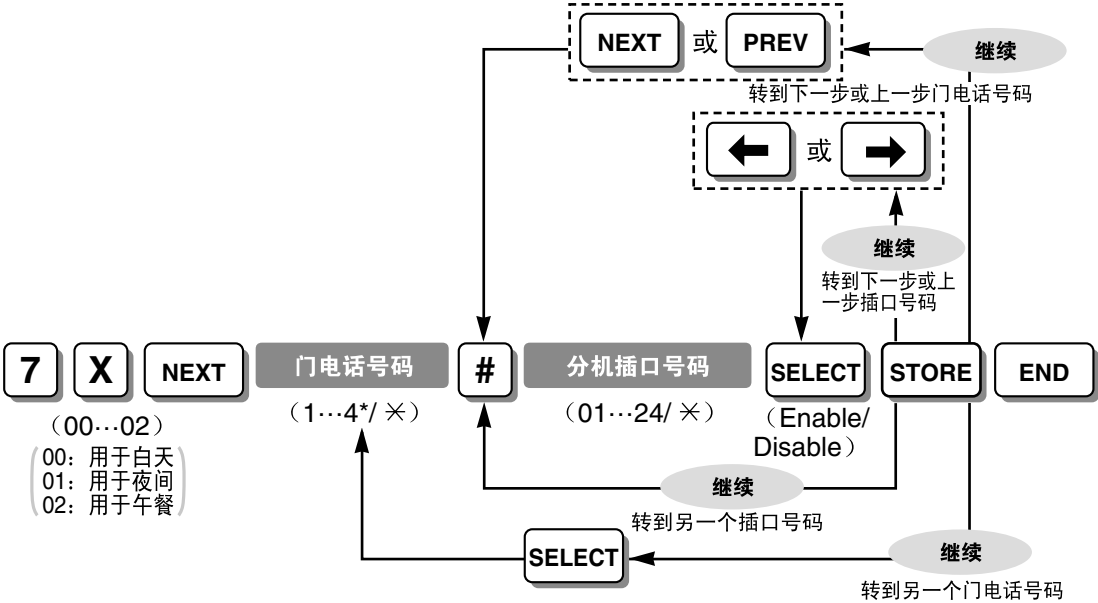 NEXT 或 PREV
继续
转到下一步或上一步门电话号码
← 或 →
继续
转到下一步或上
一步插口号码
7 X NEXT 门电话号码 # 分机插口号码 SELECT STORE END
（00…02）
00：用于白天
01：用于夜间
02：用于午餐
（1…4*/ ✕）
（01…24/ ✕）
（Enable/
Disable）
继续
转到另一个插口号码
SELECT
继续
转到另一个门电话号码